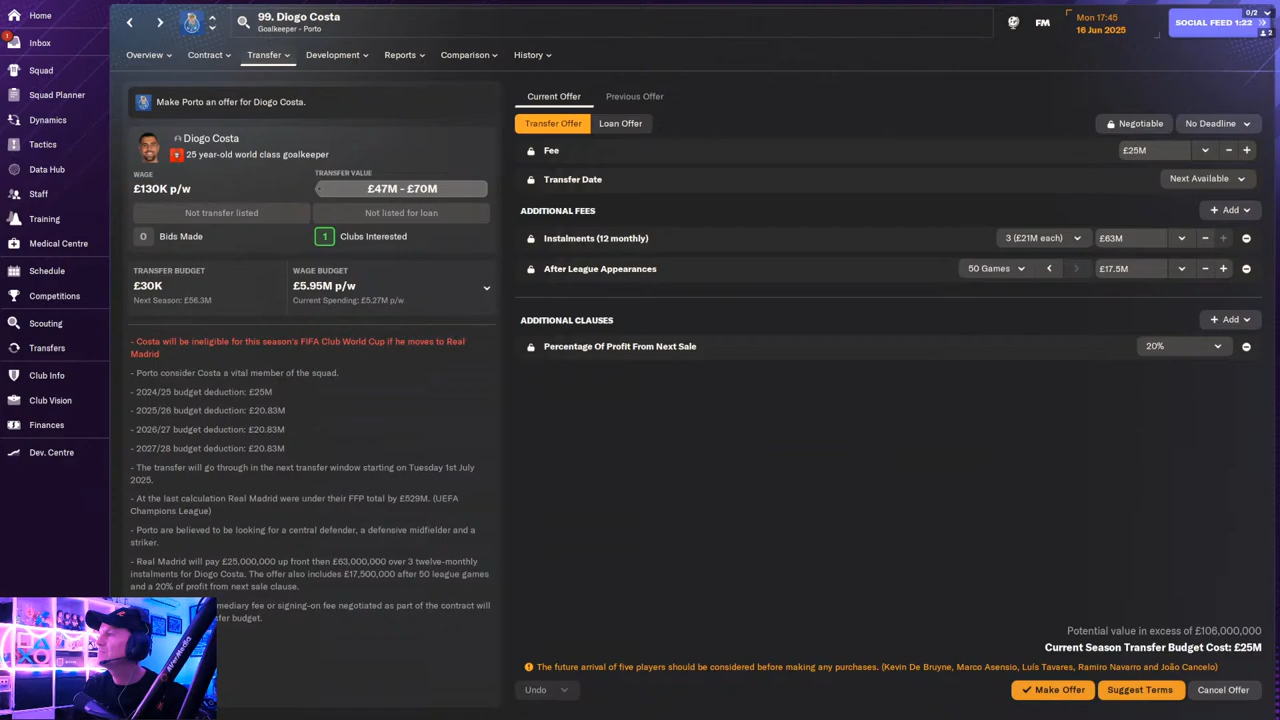 Home
1
Inbox
Squad
Squad Planner
Dynamics
Tactics
Data Hub
Staff
Training
Medical Centre
Schedule
Competitions
Scouting
Transfers
Club Info
Club Vision
Finances
Dev. Centre
99. Diogo Costa
Goalkeeper - Porto
FM
Mon 17:45
16 Jun 2025
SOCIAL FEED 1:22
0/2
2
Overview
Contract
Transfer
Development
Reports
Comparison
History
Make Porto an offer for Diogo Costa.
Diogo Costa
25 year-old world class goalkeeper
WAGE
£130K p/w
TRANSFER VALUE
£47M - £70M
Not transfer listed
Not listed for loan
0 Bids Made
1 Clubs Interested
TRANSFER BUDGET
£30K
Next Season: £56.3M
WAGE BUDGET
£5.95M p/w
Current Spending: £5.27M p/w
- Costa will be ineligible for this season's FIFA Club World Cup if he moves to Real
Madrid
- Porto consider Costa a vital member of the squad.
- 2024/25 budget deduction: £25M
- 2025/26 budget deduction: £20.83M
- 2026/27 budget deduction: £20.83M
- 2027/28 budget deduction: £20.83M
- The transfer will go through in the next transfer window starting on Tuesday 1st July
2025.
- At the last calculation Real Madrid were under their FFP total by £529M. (UEFA
Champions League)
- Porto are believed to be looking for a central defender, a defensive midfielder and a
striker.
- Real Madrid will pay £25,000,000 up front then £63,000,000 over 3 twelve-monthly
instalments for Diogo Costa. The offer also includes £17,500,000 after 50 league games
and a 20% of profit from next sale clause.
fee or signing-on fee negotiated as part of the contract will
budget.
Current Offer
Previous Offer
Transfer Offer
Loan Offer
Negotiable
No Deadline
Fee
£25M
Transfer Date
Next Available
ADDITIONAL FEES
+ Add
Instalments (12 monthly)
3 (£21M each)
£63M
After League Appearances
50 Games
£17.5M
ADDITIONAL CLAUSES
+ Add
Percentage Of Profit From Next Sale
20%
Potential value in excess of £106,000,000
Current Season Transfer Budget Cost: £25M
The future arrival of five players should be considered before making any purchases. (Kevin De Bruyne, Marco Asensio, Luís Tavares, Ramiro Navarro and João Cancelo)
Undo
Make Offer
Suggest Terms
Cancel Offer
AVerMedia